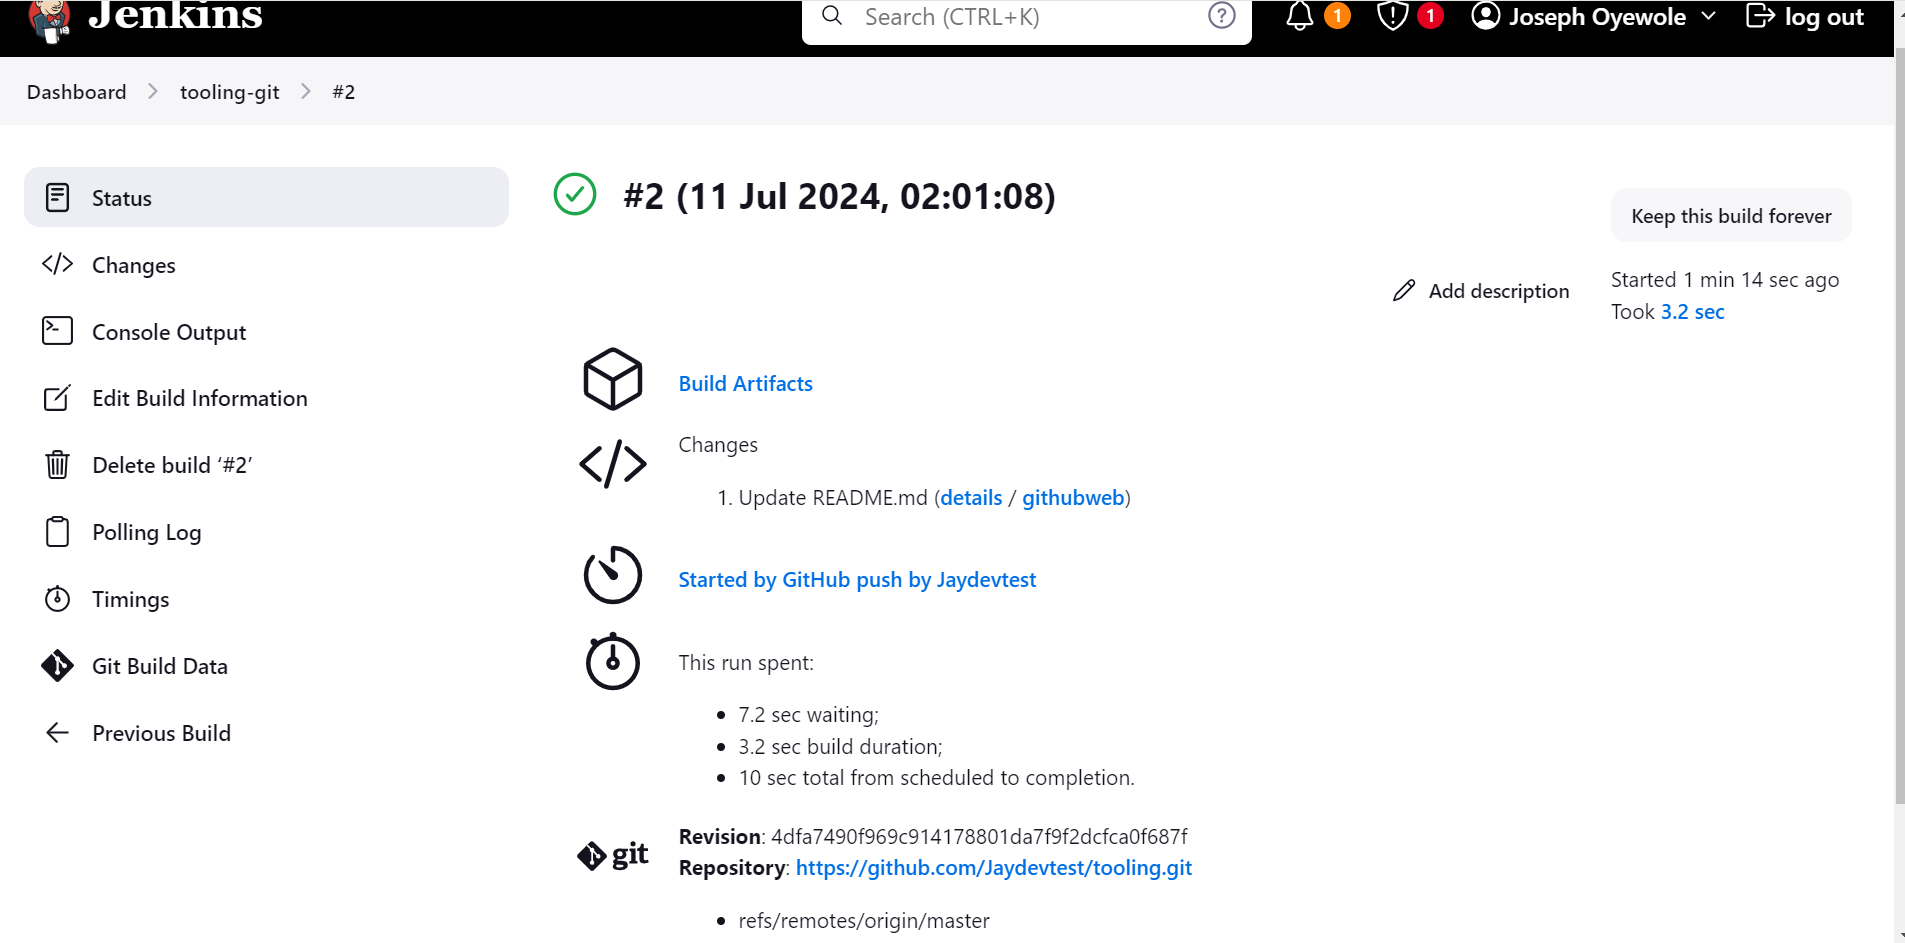 Jenkins
Search (CTRL+K)
?
1
1
Joseph Oyewole
log out
Dashboard
tooling-git
#2
Status
Changes
Console Output
Edit Build Information
Delete build ‘#2’
Polling Log
Timings
Git Build Data
Previous Build
#2 (11 Jul 2024, 02:01:08)
Keep this build forever
Add description
Started 1 min 14 sec ago
Took 3.2 sec
Build Artifacts
Changes
1. Update README.md (details / githubweb)
Started by GitHub push by Jaydevtest
This run spent:
• 7.2 sec waiting;
• 3.2 sec build duration;
• 10 sec total from scheduled to completion.
git
Revision: 4dfa7490f969c914178801da7f9f2dcfca0f687f
Repository: https://github.com/Jaydevtest/tooling.git
• refs/remotes/origin/master